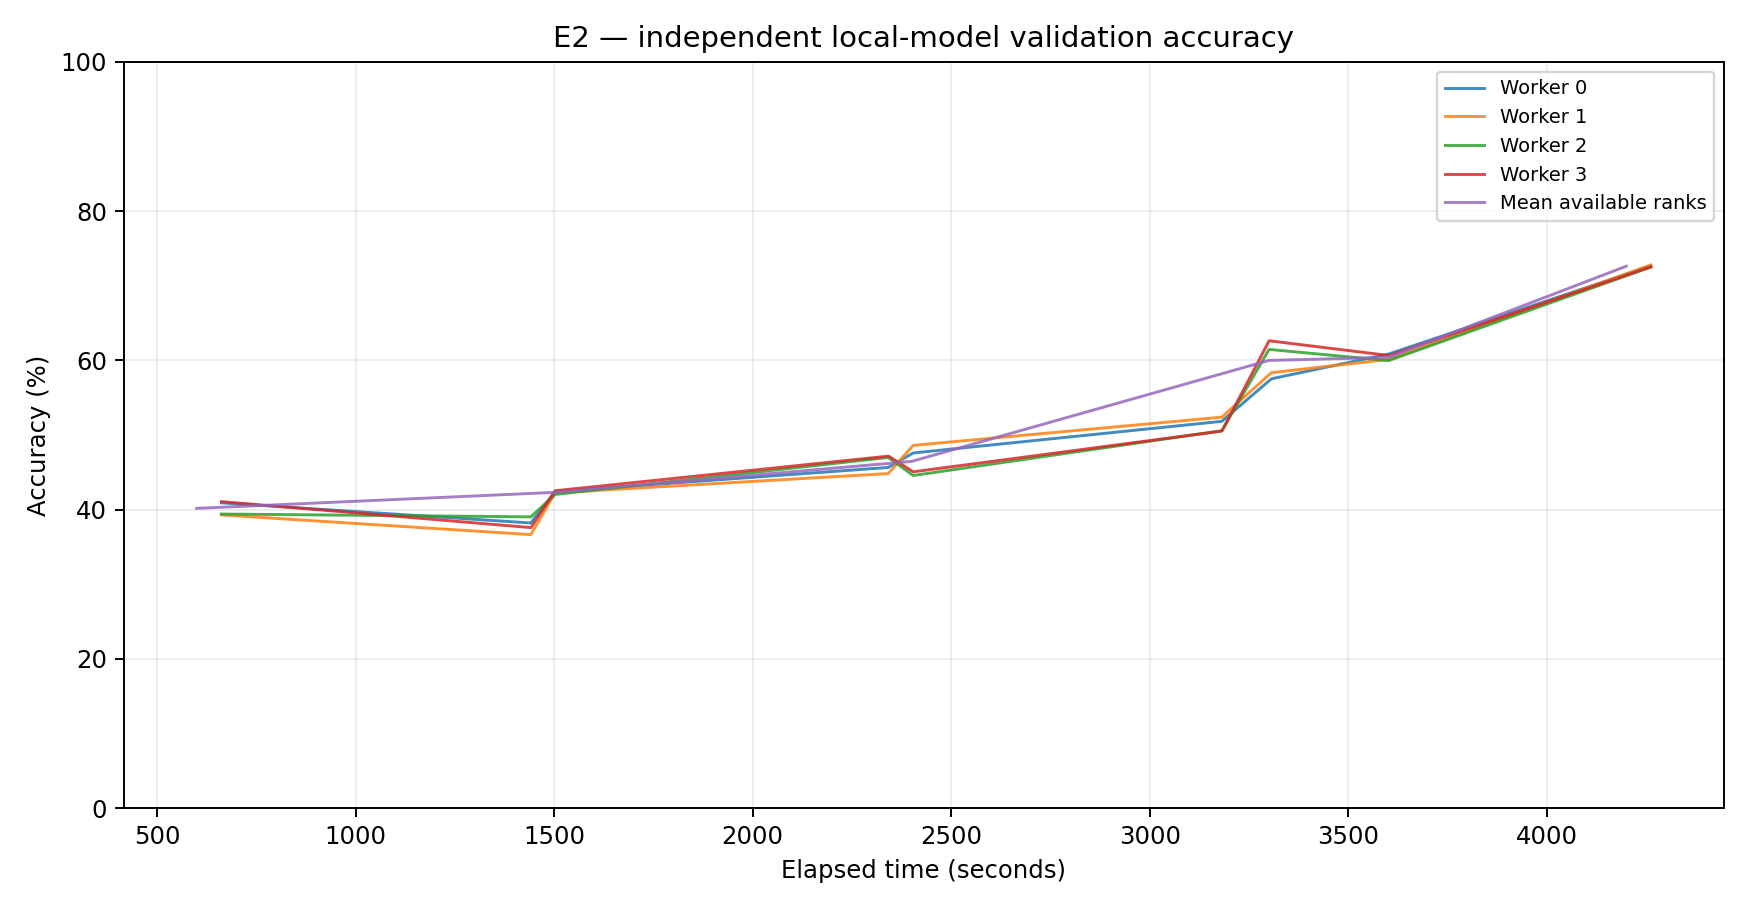 E2 — independent local-model validation accuracy
Accuracy (%)
100
80
60
40
20
0
Worker 0
Worker 1
Worker 2
Worker 3
Mean available ranks
500 1000 1500 2000 2500 3000 3500 4000
Elapsed time (seconds)